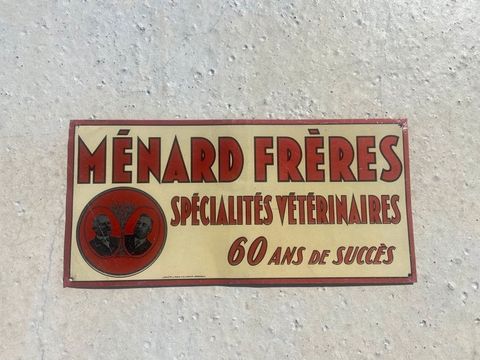 MÉNARD FRÈRES
SPÉCIALITÉS VÉTÉRINAIRES
60 ANS DE SUCCÈS